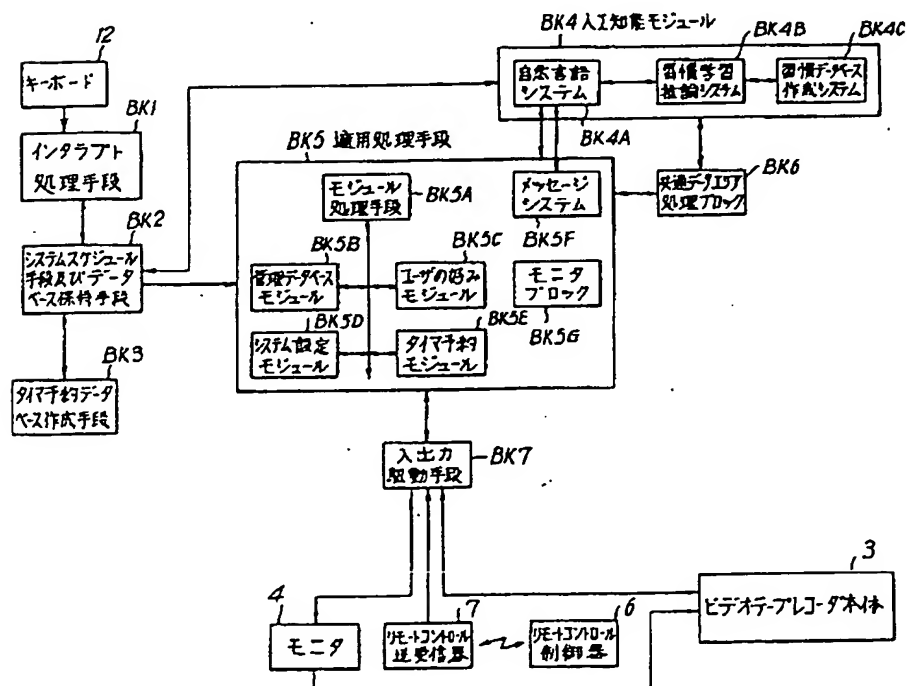 12
キーボード
BK1
インタラプト
処理手段
BK2
システムスケジュール
手段及びデータ
ベース保持手段
BK3
タイマ予約データ
ベース作成手段
BK4 人工知能モジュール
BK4B
BK4C
自然言語
システム
習慣学習
推論システム
習慣データベース
作成システム
BK4A
BK5 適用処理手段
モジュール
処理手段
BK5A
メッセージ
システム
BK5F
BK6
共通データエリア
処理ブロック
BK5B
BK5C
管理データベース
モジュール
ユーザの好み
モジュール
モニタ
ブロック
BK5G
BK5D
BK5E
システム設定
モジュール
タイマ予約
モジュール
入出力
駆動手段
BK7
4
モニタ
7
リモートコントロール
送受信器
6
リモートコントロール
制御器
3
ビデオテープレコーダ本体